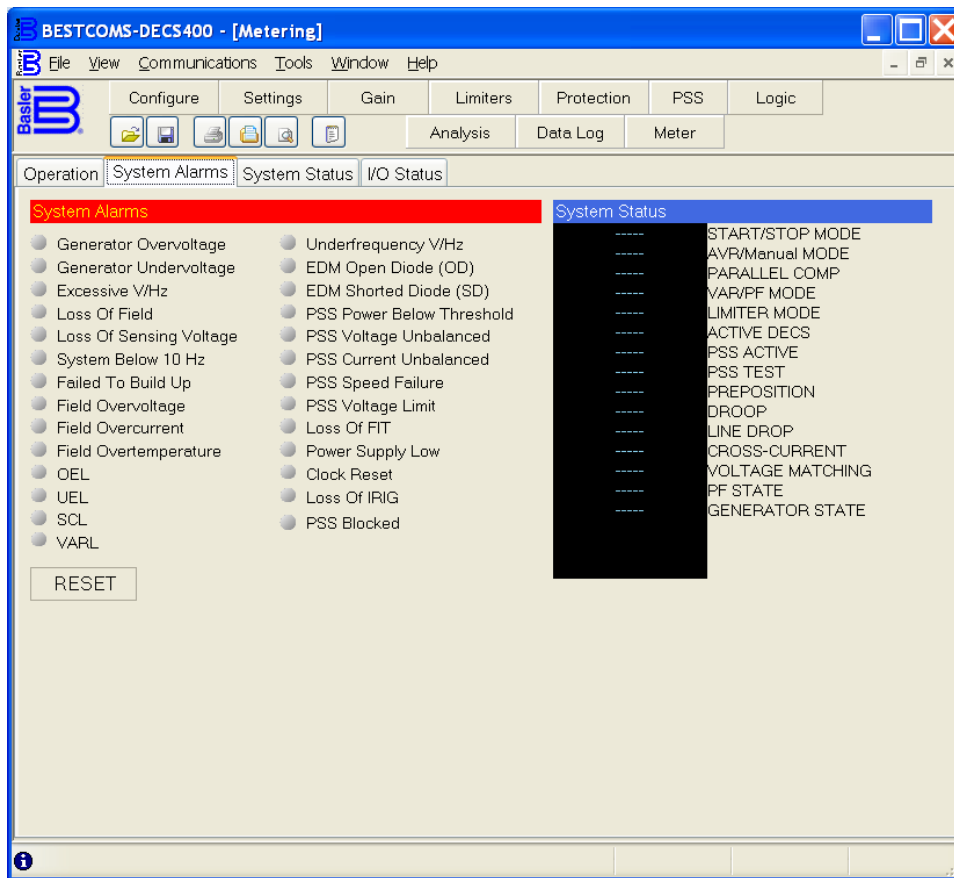 BESTCOMS-DECS400 - [Metering]
File View Communications Tools Window Help
Basler
Configure Settings Gain Limiters Protection PSS Logic
Analysis Data Log Meter
Operation System Alarms System Status I/O Status
System Alarms
Generator Overvoltage
Generator Undervoltage
Excessive V/Hz
Loss Of Field
Loss Of Sensing Voltage
System Below 10 Hz
Failed To Build Up
Field Overvoltage
Field Overcurrent
Field Overtemperature
OEL
UEL
SCL
VARL
Underfrequency V/Hz
EDM Open Diode (OD)
EDM Shorted Diode (SD)
PSS Power Below Threshold
PSS Voltage Unbalanced
PSS Current Unbalanced
PSS Speed Failure
PSS Voltage Limit
Loss Of FIT
Power Supply Low
Clock Reset
Loss Of IRIG
PSS Blocked
RESET
System Status
----- START/STOP MODE
----- AVR/Manual MODE
----- PARALLEL COMP
----- VAR/PF MODE
----- LIMITER MODE
----- ACTIVE DECS
----- PSS ACTIVE
----- PSS TEST
----- PREPOSITION
----- DROOP
----- LINE DROP
----- CROSS-CURRENT
----- VOLTAGE MATCHING
----- PF STATE
----- GENERATOR STATE